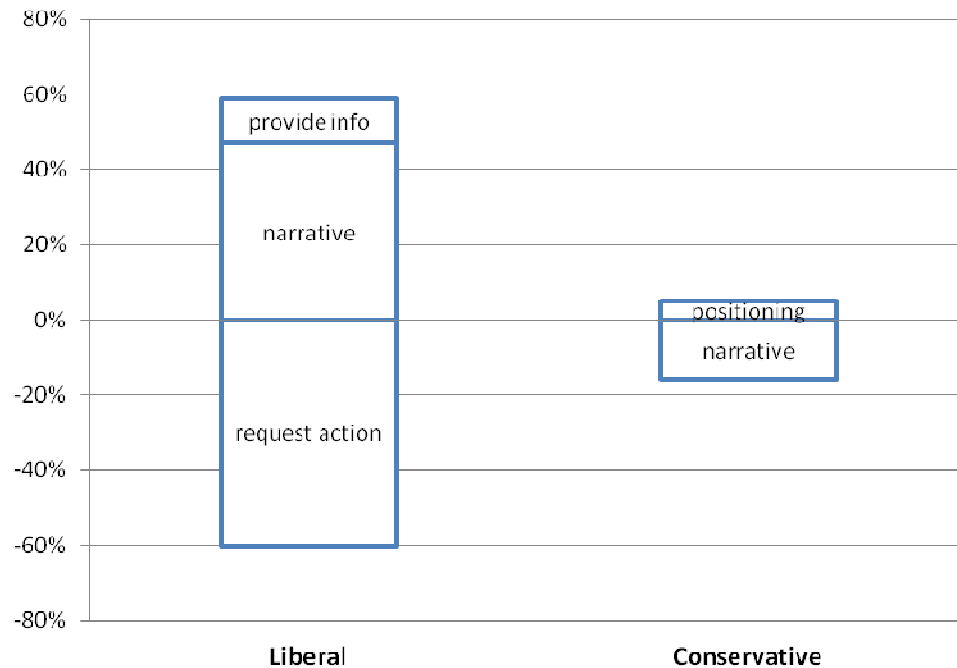 80%
60%
provide info
40%
narrative
20%
0%
positioning
narrative
-20%
request action
-40%
-60%
-80%
Liberal Conservative